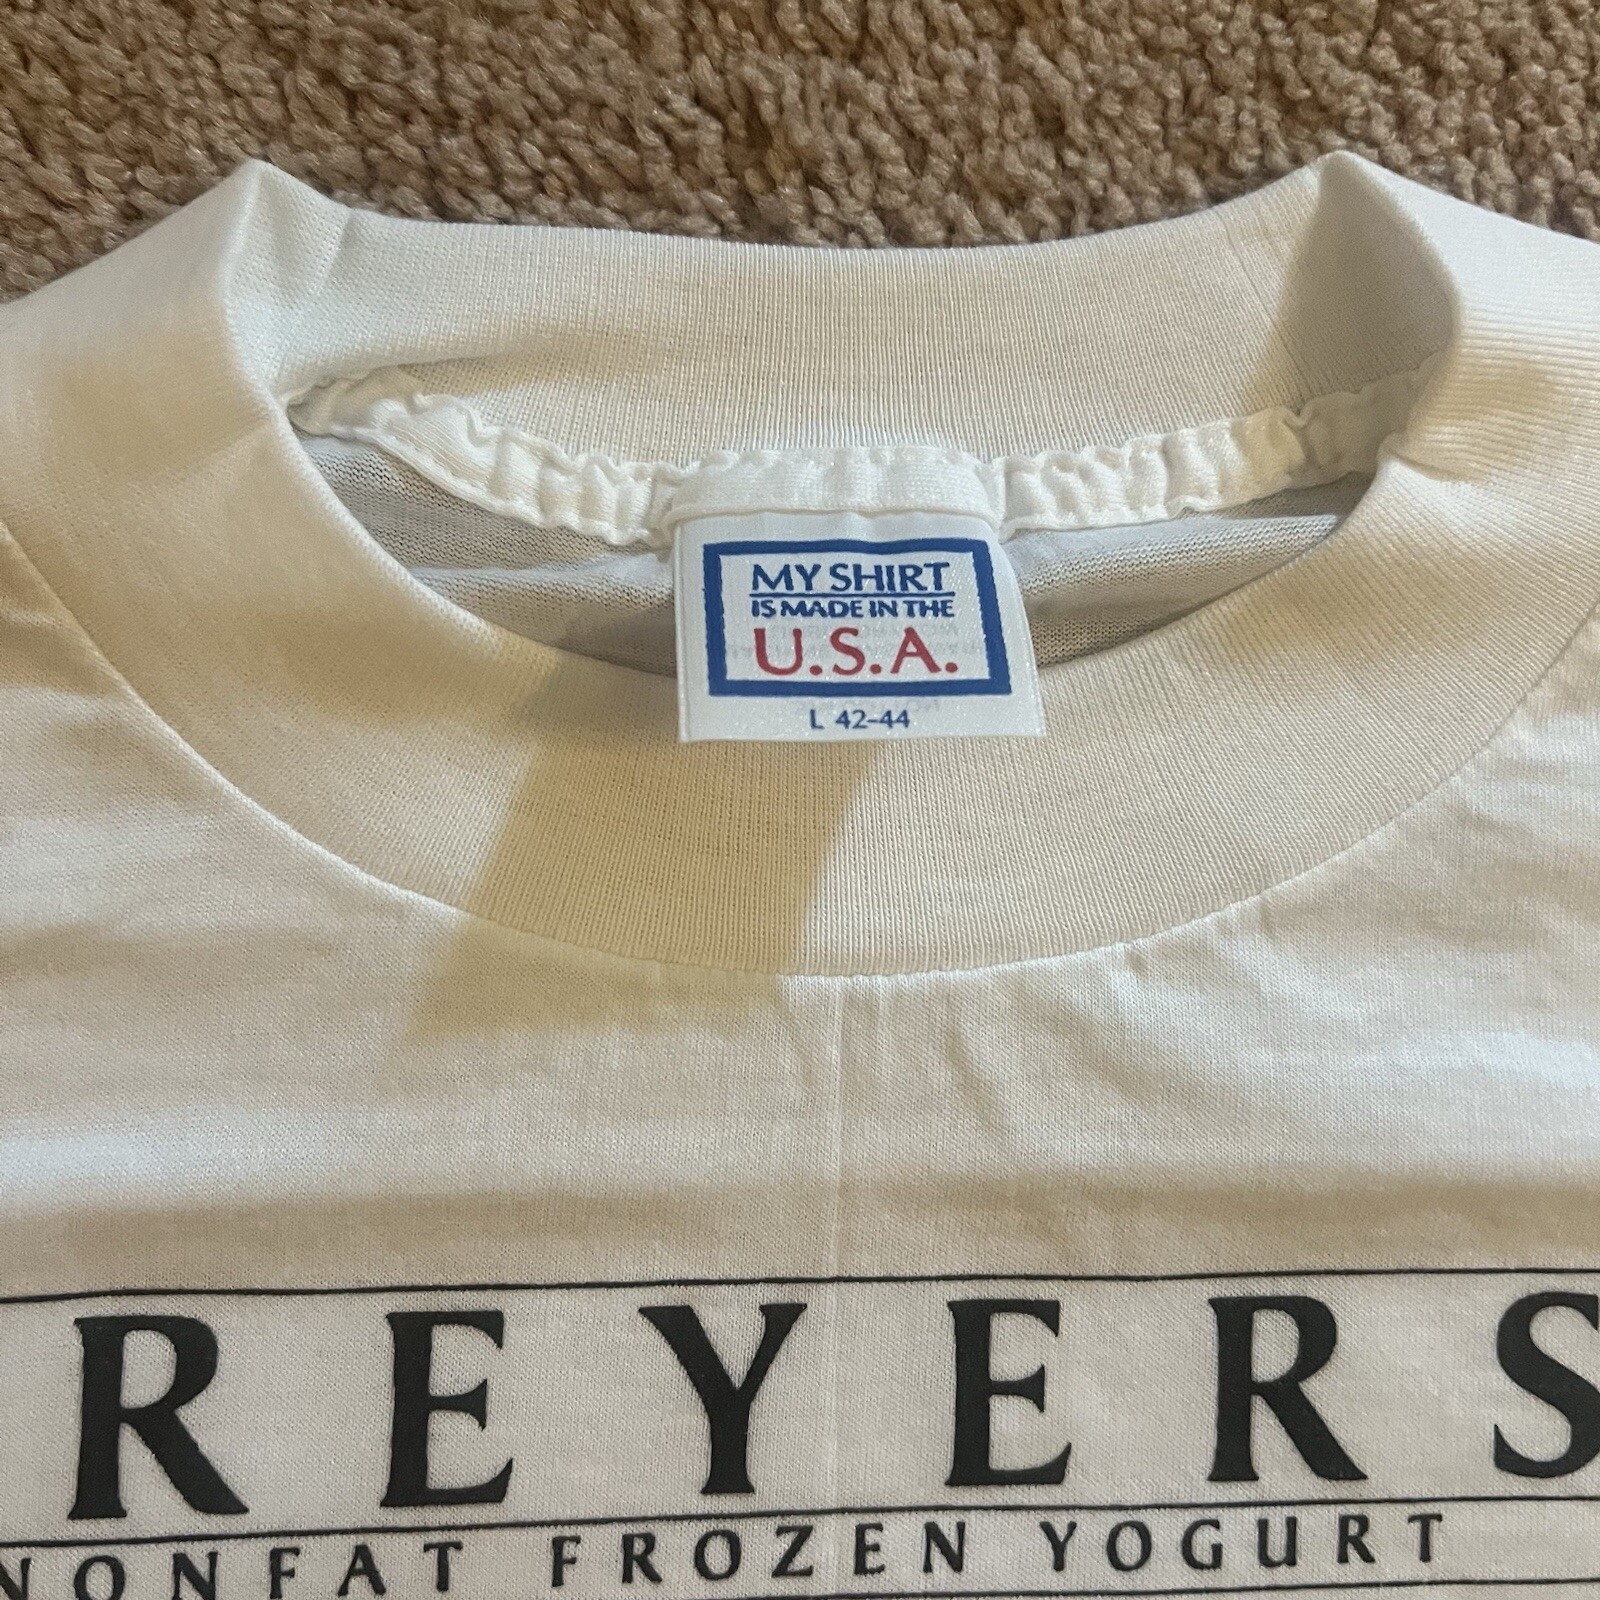 MY SHIRT
IS MADE IN THE
U.S.A.
L 42-44
REYERS
NONFAT FROZEN YOGURT